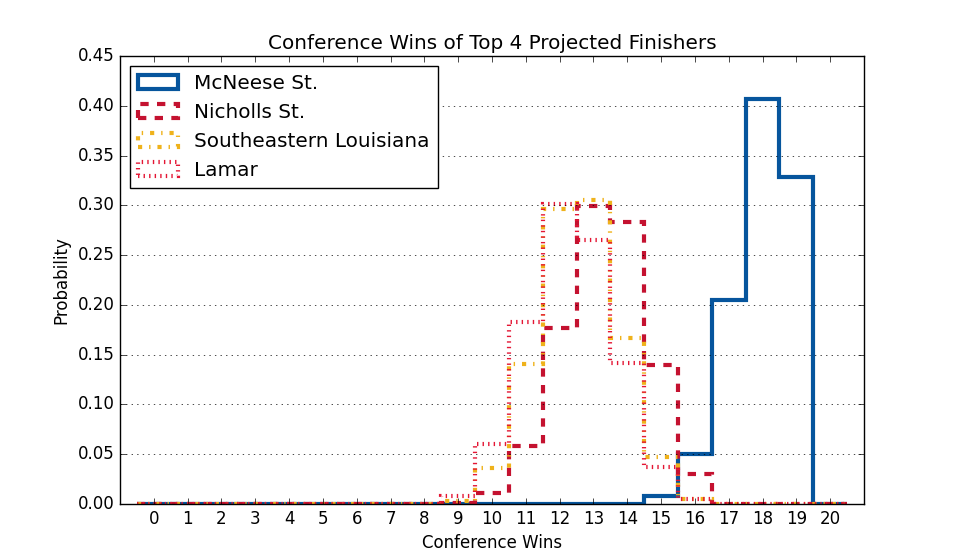 Conference Wins of Top 4 Projected Finishers
McNeese St.
Nicholls St.
Southeastern Louisiana
Lamar
Probability
0.45
0.40
0.35
0.30
0.25
0.20
0.15
0.10
0.05
0.00
0 1 2 3 4 5 6 7 8 9 10 11 12 13 14 15 16 17 18 19 20
Conference Wins